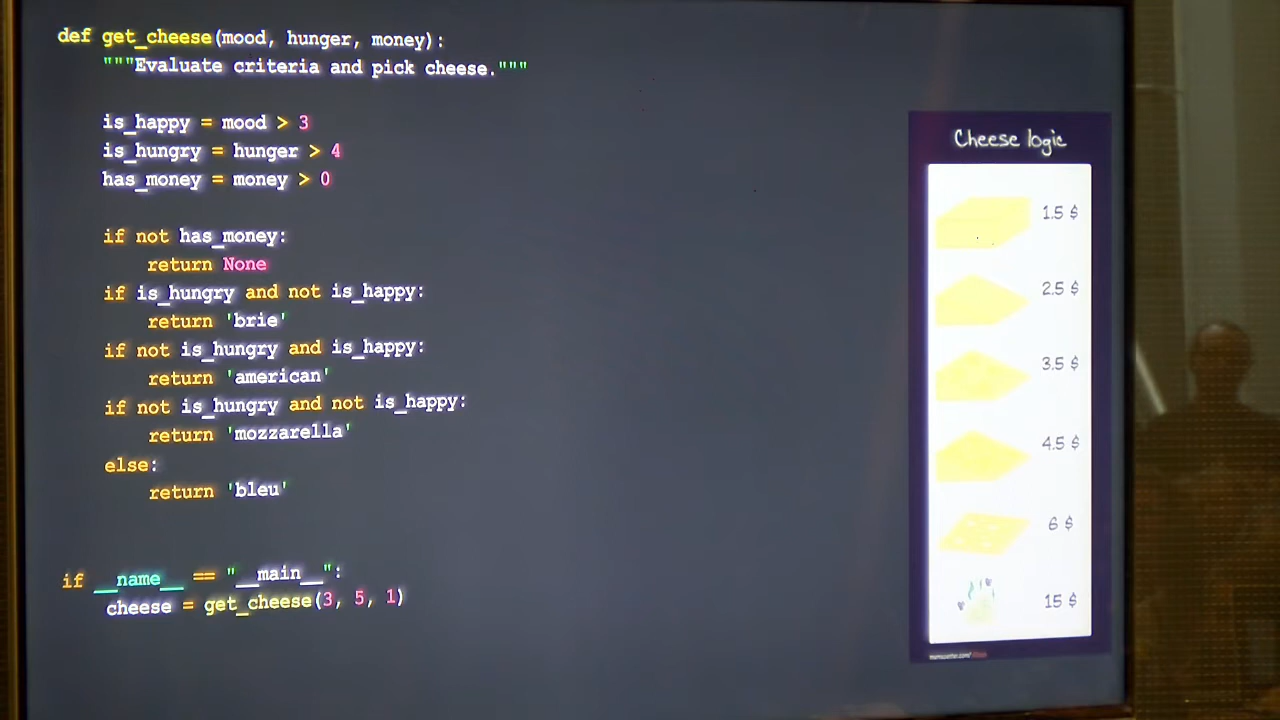 def get_cheese(mood, hunger, money):
    """Evaluate criteria and pick cheese."""
    is_happy = mood > 3
    is_hungry = hunger > 4
    has_money = money > 0
    if not has_money:
        return None
    if is_hungry and not is_happy:
        return 'brie'
    if not is_hungry and is_happy:
        return 'american'
    if not is_hungry and not is_happy:
        return 'mozzarella'
    else:
        return 'bleu'
if __name__ == "__main__":
    cheese = get_cheese(3, 5, 1)
Cheese logic
1.5 $
2.5 $
3.5 $
4.5 $
6 $
15 $